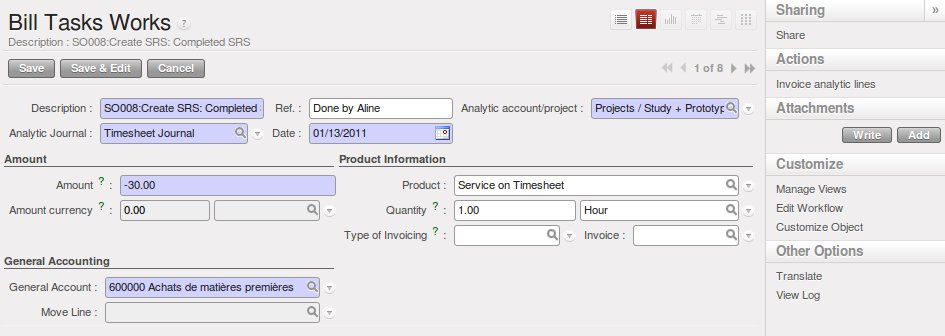 Bill Tasks Works ?
Description : SO008:Create SRS: Completed SRS
Save Save & Edit Cancel 1 of 8
Description : SO008:Create SRS: Completed Ref. : Done by Aline Analytic account/project : Projects / Study + Prototyp
Analytic Journal : Timesheet Journal Date : 01/13/2011
Amount Product Information
Amount ? : -30.00 Product : Service on Timesheet
Amount currency ? : 0.00 Quantity ? : 1.00 Hour
Type of Invoicing ? : Invoice :
General Accounting
General Account : 600000 Achats de matières premières
Move Line :
Sharing »
Share
Actions
Invoice analytic lines
Attachments
Write Add
Customize
Manage Views
Edit Workflow
Customize Object
Other Options
Translate
View Log